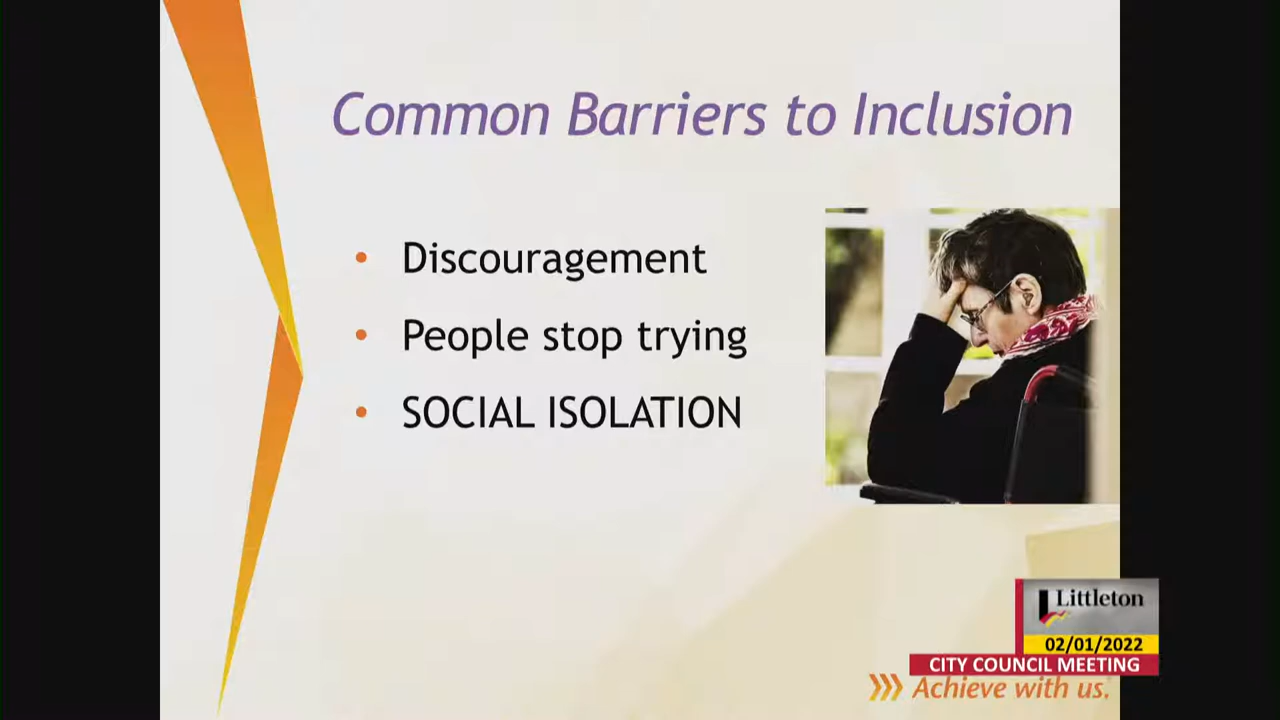 Common Barriers to Inclusion
• Discouragement
• People stop trying
• SOCIAL ISOLATION
Littleton
02/01/2022
CITY COUNCIL MEETING
Achieve with us.